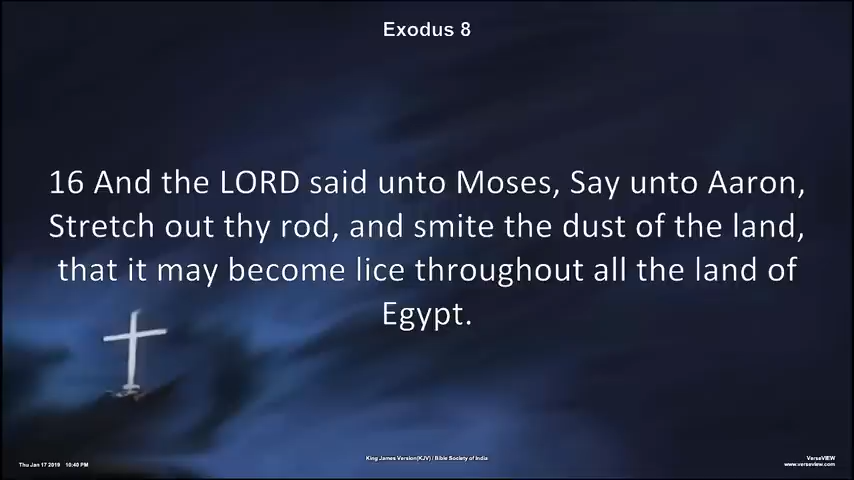 Exodus 8
16 And the LORD said unto Moses, Say unto Aaron,
Stretch out thy rod, and smite the dust of the land,
that it may become lice throughout all the land of
Egypt.
King James Version(KJV) / Bible Society of India
Thu Jan 17 2019 10:40 PM
VerseVIEW
www.verseview.com